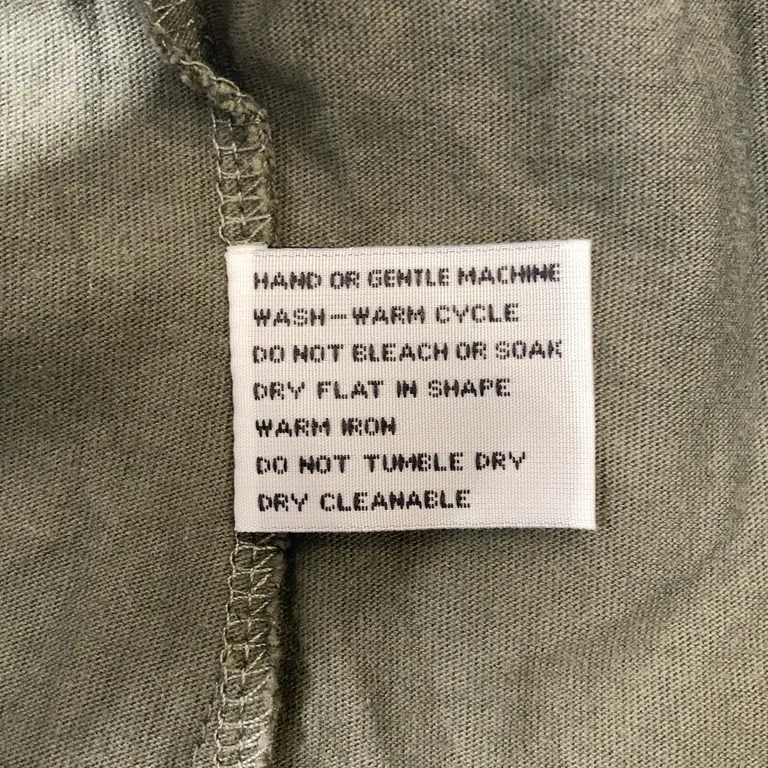 HAND OR GENTLE MACHINE
WASH-WARM CYCLE
DO NOT BLEACH OR SOAK
DRY FLAT IN SHAPE
WARM IRON
DO NOT TUMBLE DRY
DRY CLEANABLE